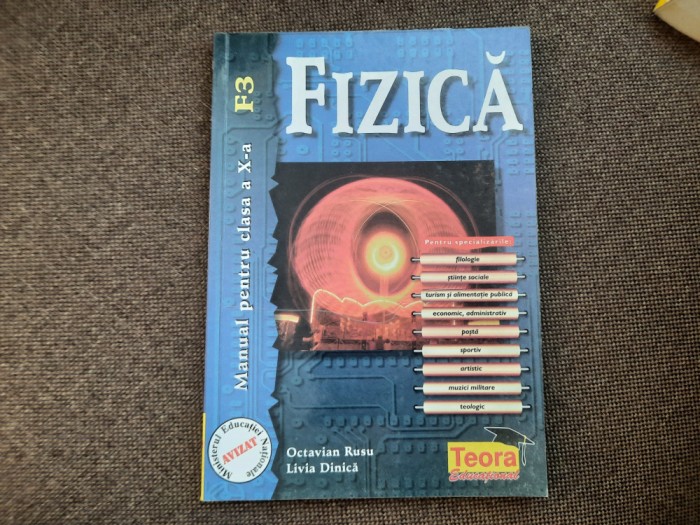 FIZICĂ
F3
Manual pentru clasa a X-a
Pentru specializările:
filologie
științe sociale
turism și alimentație publică
economic, administrativ
poștă
sportiv
artistic
muzici militare
teologic
Ministerul Educației Naționale
AVIZAT
Octavian Rusu
Livia Dinică
Teora
Educațional